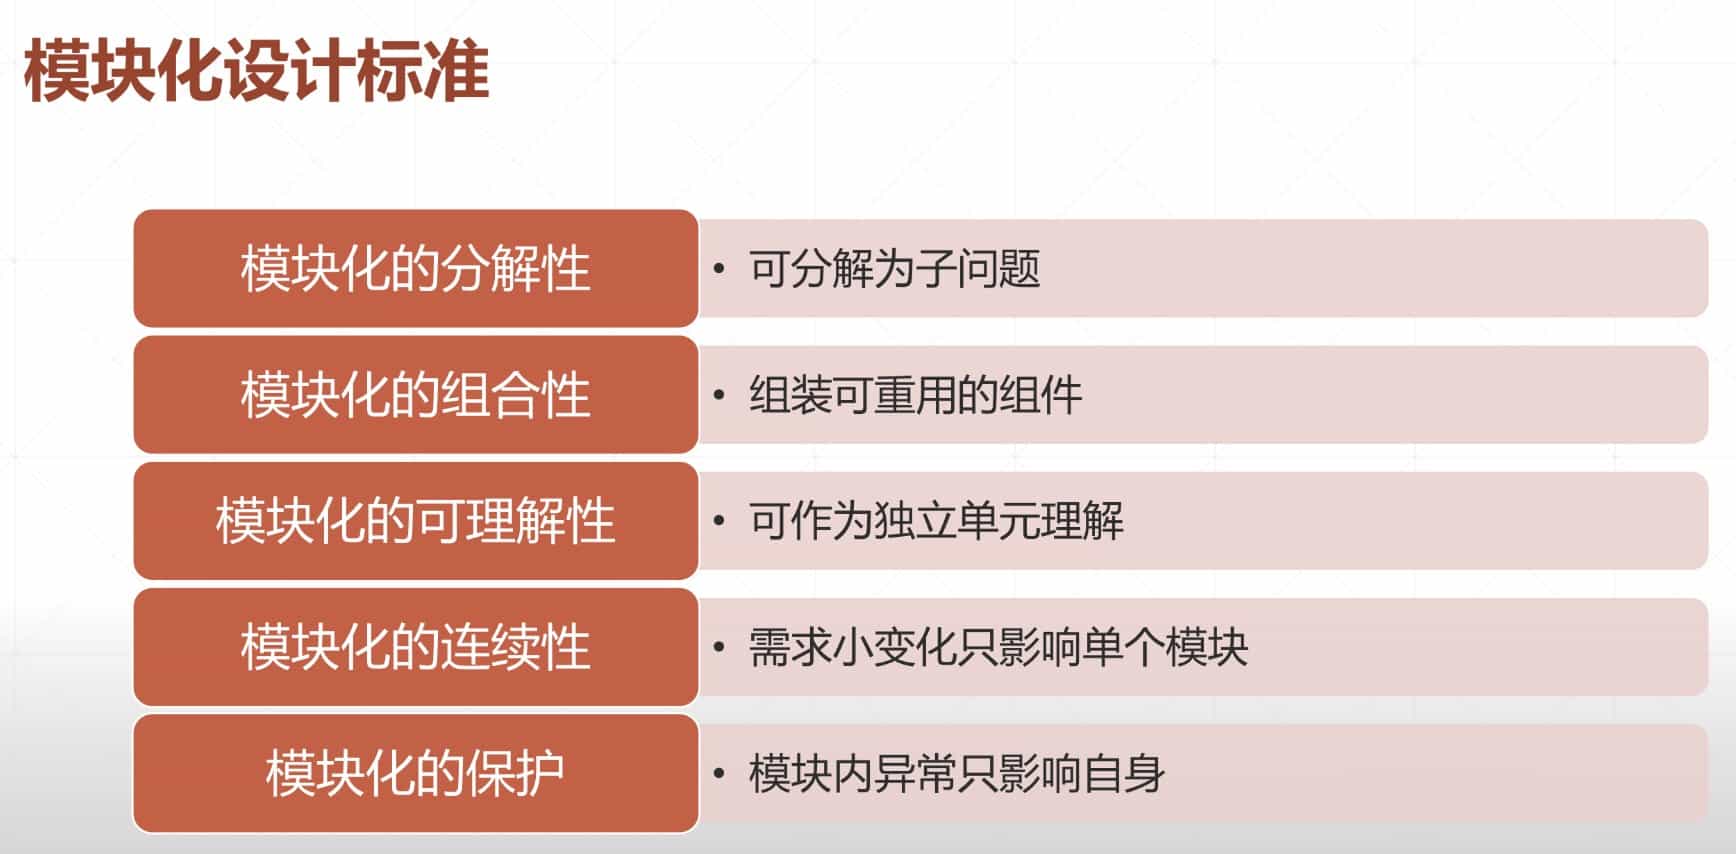 模块化设计标准
模块化的分解性
• 可分解为子问题
模块化的组合性
• 组装可重用的组件
模块化的可理解性
• 可作为独立单元理解
模块化的连续性
• 需求小变化只影响单个模块
模块化的保护
• 模块内异常只影响自身